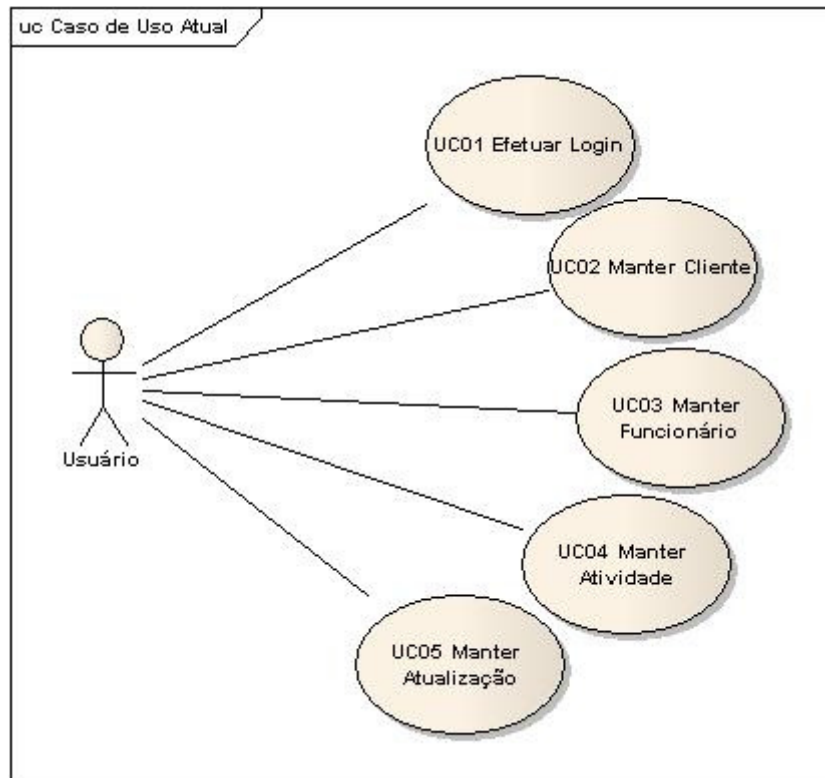 uc Caso de Uso Atual
UC01 Efetuar Login
UC02 Manter Cliente
UC03 Manter
Funcionário
Usuário
UC04 Manter
Atividade
UC05 Manter
Atualização